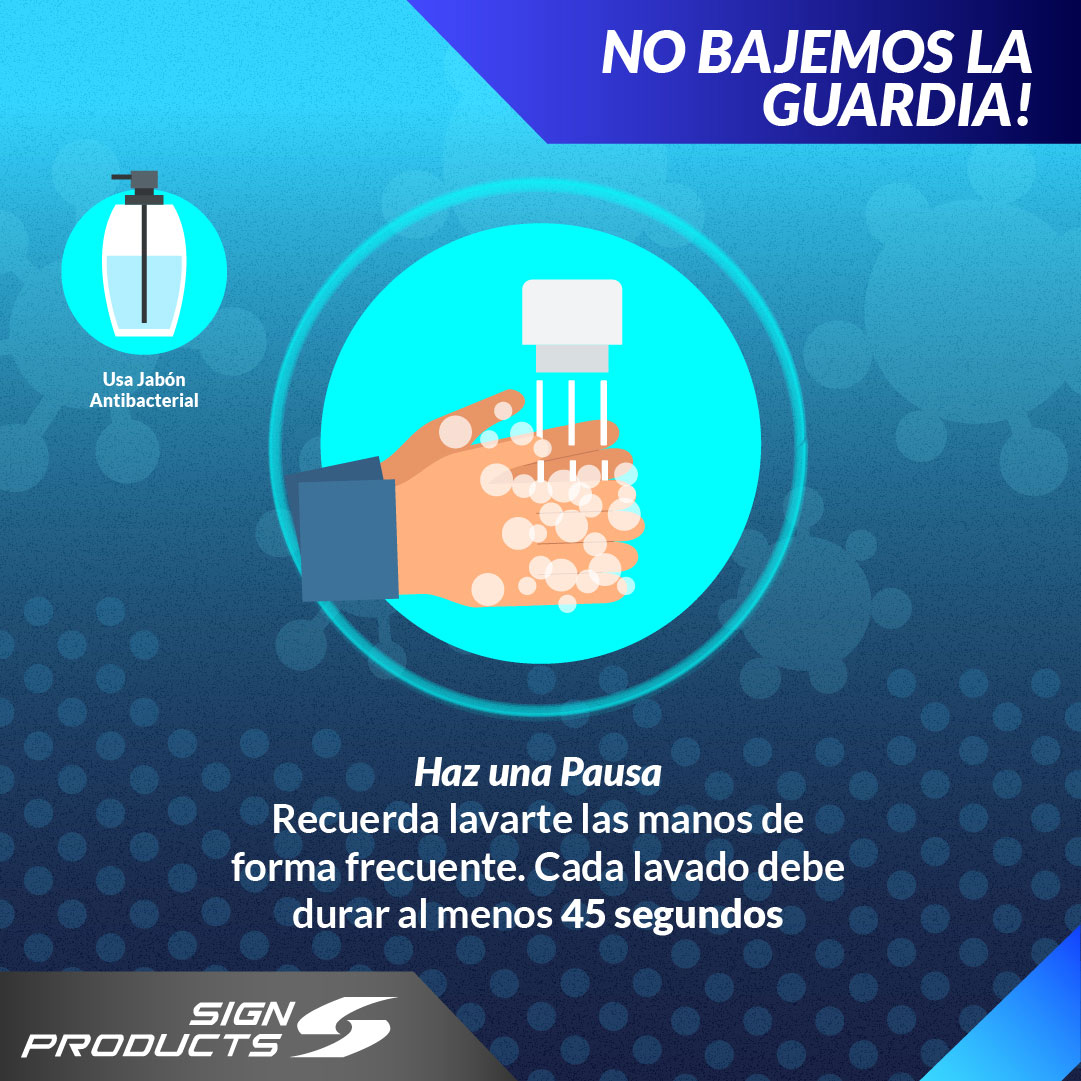 NO BAJEMOS LA
GUARDIA!
Usa Jabón
Antibacterial
Haz una Pausa
Recuerda lavarte las manos de
forma frecuente. Cada lavado debe
durar al menos 45 segundos
SIGN
PRODUCTS